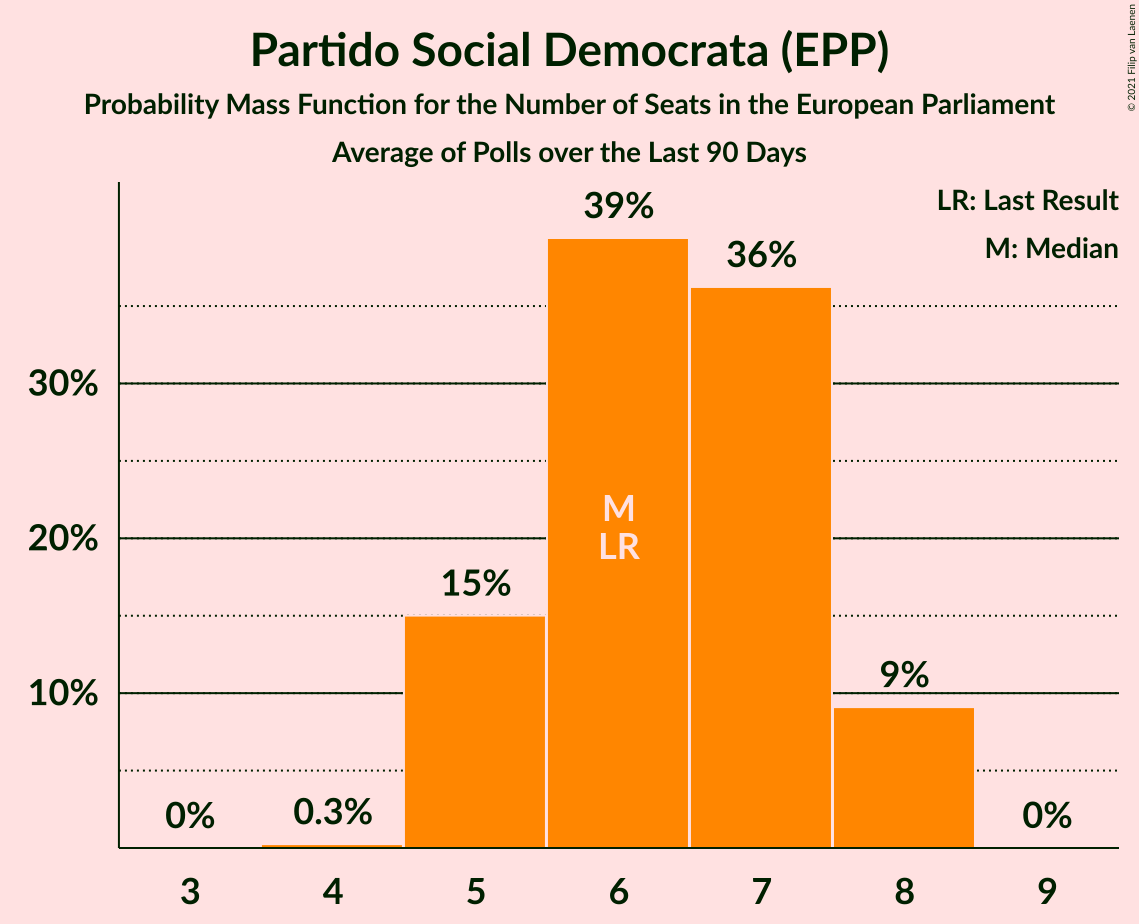 Partido Social Democrata (EPP)
Probability Mass Function for the Number of Seats in the European Parliament
Average of Polls over the Last 90 Days
© 2021 Filip van Laenen
LR: Last Result
M: Median
39%
36%
30%
20%
10%
M
LR
15%
9%
0%
0.3%
0%
3 4 5 6 7 8 9